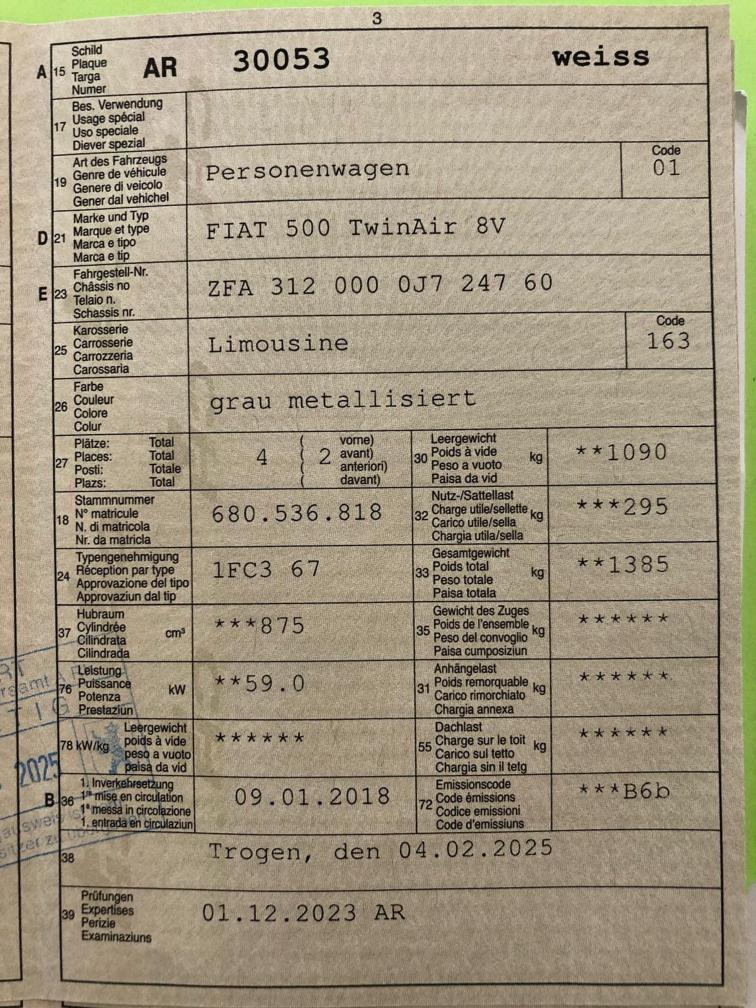 3
A 15 Schild Plaque Targa Numer AR 30053 weiss
17 Bes. Verwendung Usage spécial Uso speciale Diever spezial
19 Art des Fahrzeugs Genre de véhicule Genere di veicolo Gener dal vehichel Personenwagen Code 01
D 21 Marke und Typ Marque et type Marca e tipo Marca e tip FIAT 500 TwinAir 8V
E 23 Fahrgestell-Nr. Châssis no Telaio n. Schassis nr. ZFA 312 000 0J7 247 60
25 Karosserie Carrosserie Carrozzeria Carossaria Limousine Code 163
26 Farbe Couleur Colore Colur grau metallisiert
27 Plätze: Total Places: Total Posti: Totale Plazs: Total 4 ( 2 vorne) avant) anteriori) davant)
30 Leergewicht Poids à vide Peso a vuoto Paisa da vid kg **1090
18 Stammnummer N° matricule N. di matricola Nr. da matricla 680.536.818
32 Nutz-/Sattellast Charge utile/sellette Carico utile/sella Chargia utila/sella kg ***295
24 Typengenehmigung Réception par type Approvazione del tipo Approvaziun dal tip 1FC3 67
33 Gesamtgewicht Poids total Peso totale Paisa totala kg **1385
37 Hubraum Cylindrée Cilindrata Cilindrada cm³ ***875
35 Gewicht des Zuges Poids de l'ensemble Peso del convoglio Paisa cumposiziun kg ******
76 Leistung Puissance Potenza Prestaziun kW **59.0
31 Anhängelast Poids remorquable Carico rimorchiato Chargia annexa kg ******
78 kW/kg Leergewicht poids à vide peso a vuoto paisa da vid ******
55 Dachlast Charge sur le toit Carico sul tetto Chargia sin il tetg kg ******
B 36 1. Inverkehrsetzung 1re mise en circulation 1a messa in circolazione 1. entrada en circulaziun 09.01.2018
72 Emissionscode Code émissions Codice emissioni Code d'emissiuns ***B6b
38 Trogen, den 04.02.2025
39 Prüfungen Expertises Perizie Examinaziuns 01.12.2023 AR
2025